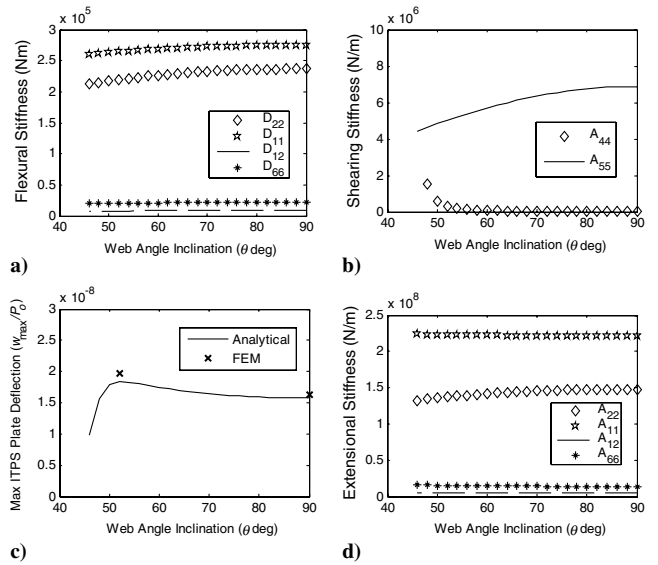 x 10^5
3
2.5
2
1.5
1
0.5
0
40 50 60 70 80 90
Flexural Stiffness (Nm)
Web Angle Inclination (θ deg)
D22
D11
D12
D66
a)
x 10^6
10
8
6
4
2
0
40 50 60 70 80 90
Shearing Stiffness (N/m)
Web Angle Inclination (θ deg)
A44
A55
b)
x 10^-8
3
2.5
2
1.5
1
0.5
0
40 50 60 70 80 90
Max ITPS Plate Deflection (wmax/Po)
Web Angle Inclination (θ deg)
Analytical
FEM
c)
x 10^8
2.5
2
1.5
1
0.5
0
40 50 60 70 80 90
Extensional Stiffness (N/m)
Web Angle Inclination (θ deg)
A22
A11
A12
A66
d)